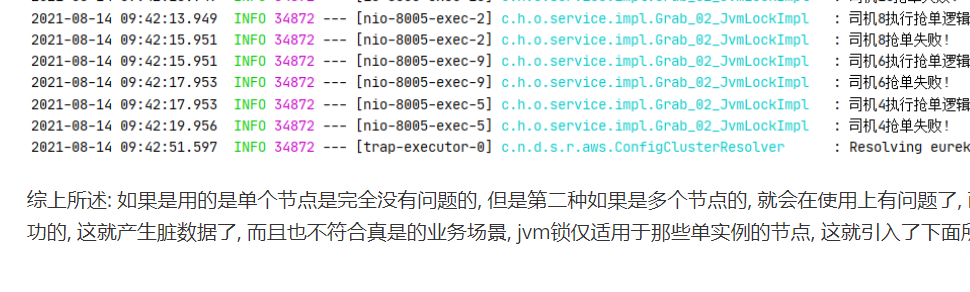 2021-08-14 09:42:13.949 INFO 34872 --- [nio-8005-exec-2] c.h.o.service.impl.Grab_02_JvmLockImpl : 司机8执行抢单逻辑
2021-08-14 09:42:15.951 INFO 34872 --- [nio-8005-exec-2] c.h.o.service.impl.Grab_02_JvmLockImpl : 司机8抢单失败!
2021-08-14 09:42:15.951 INFO 34872 --- [nio-8005-exec-9] c.h.o.service.impl.Grab_02_JvmLockImpl : 司机6执行抢单逻辑
2021-08-14 09:42:17.953 INFO 34872 --- [nio-8005-exec-9] c.h.o.service.impl.Grab_02_JvmLockImpl : 司机6抢单失败!
2021-08-14 09:42:17.953 INFO 34872 --- [nio-8005-exec-5] c.h.o.service.impl.Grab_02_JvmLockImpl : 司机4执行抢单逻辑
2021-08-14 09:42:19.956 INFO 34872 --- [nio-8005-exec-5] c.h.o.service.impl.Grab_02_JvmLockImpl : 司机4抢单失败!
2021-08-14 09:42:51.597 INFO 34872 --- [trap-executor-0] c.n.d.s.r.aws.ConfigClusterResolver : Resolving eurek
综上所述: 如果是用的是单个节点是完全没有问题的, 但是第二种如果是多个节点的, 就会在使用上有问题了,
功的, 这就产生脏数据了, 而且也不符合真是的业务场景, jvm锁仅适用于那些单实例的节点, 这就引入了下面